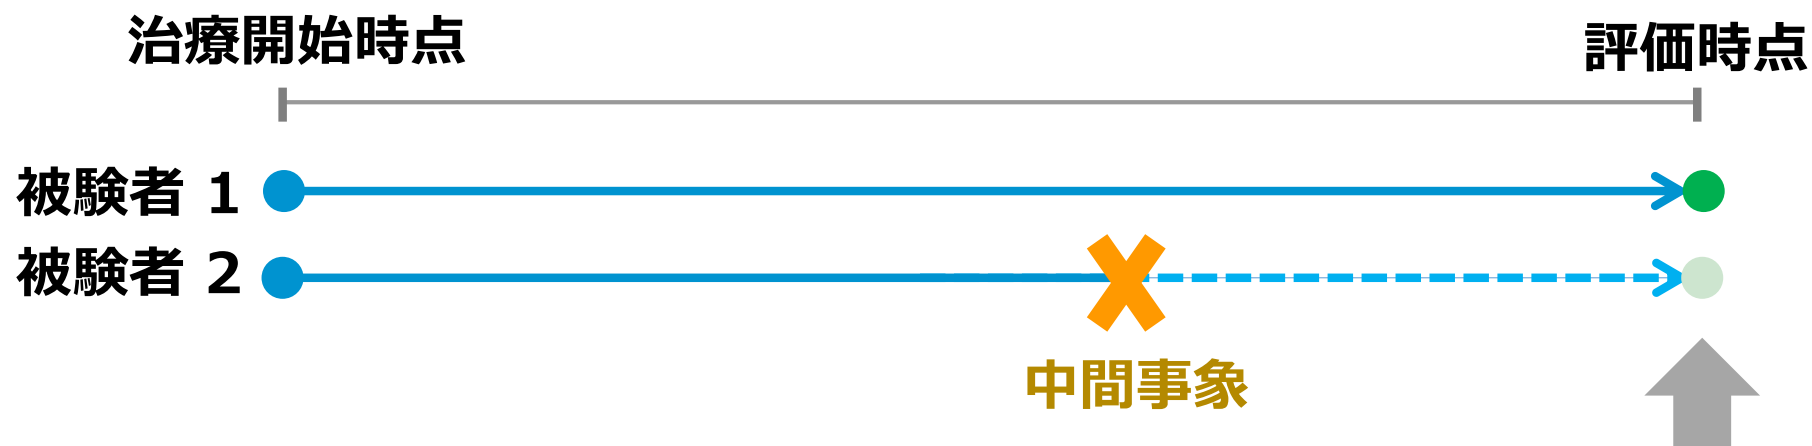 治療開始時点
評価時点
被験者 1
被験者 2
中間事象